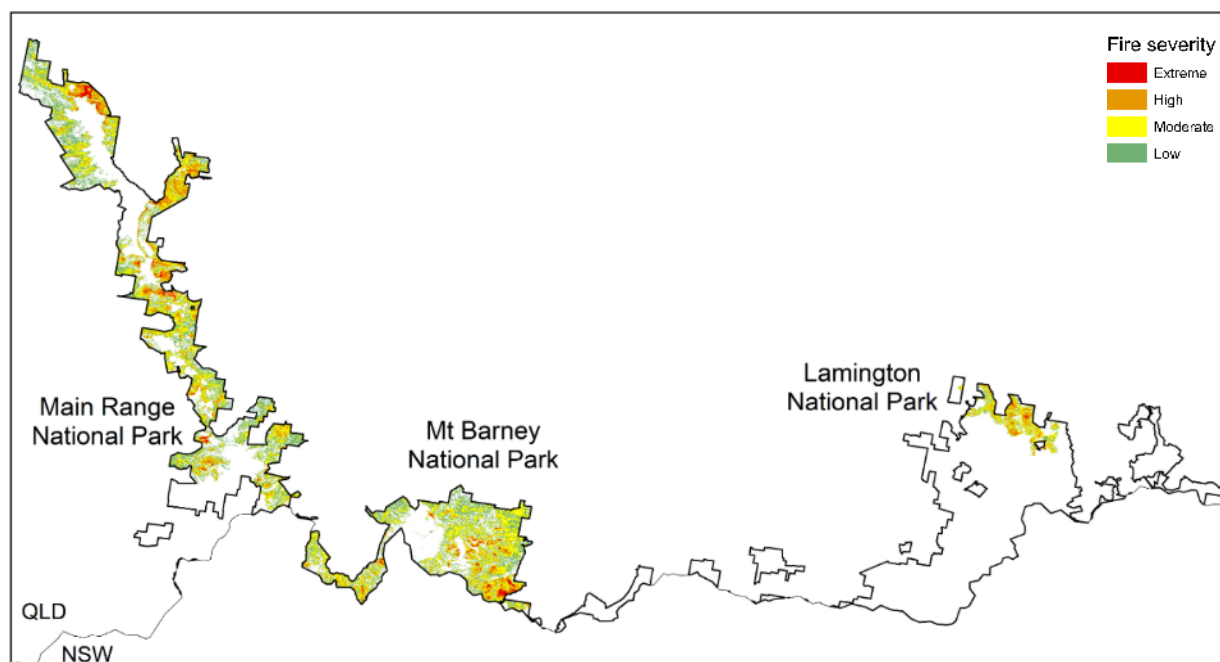 Fire severity
Extreme
High
Moderate
Low
Lamington
National Park
Main Range
National Park
Mt Barney
National Park
QLD
NSW